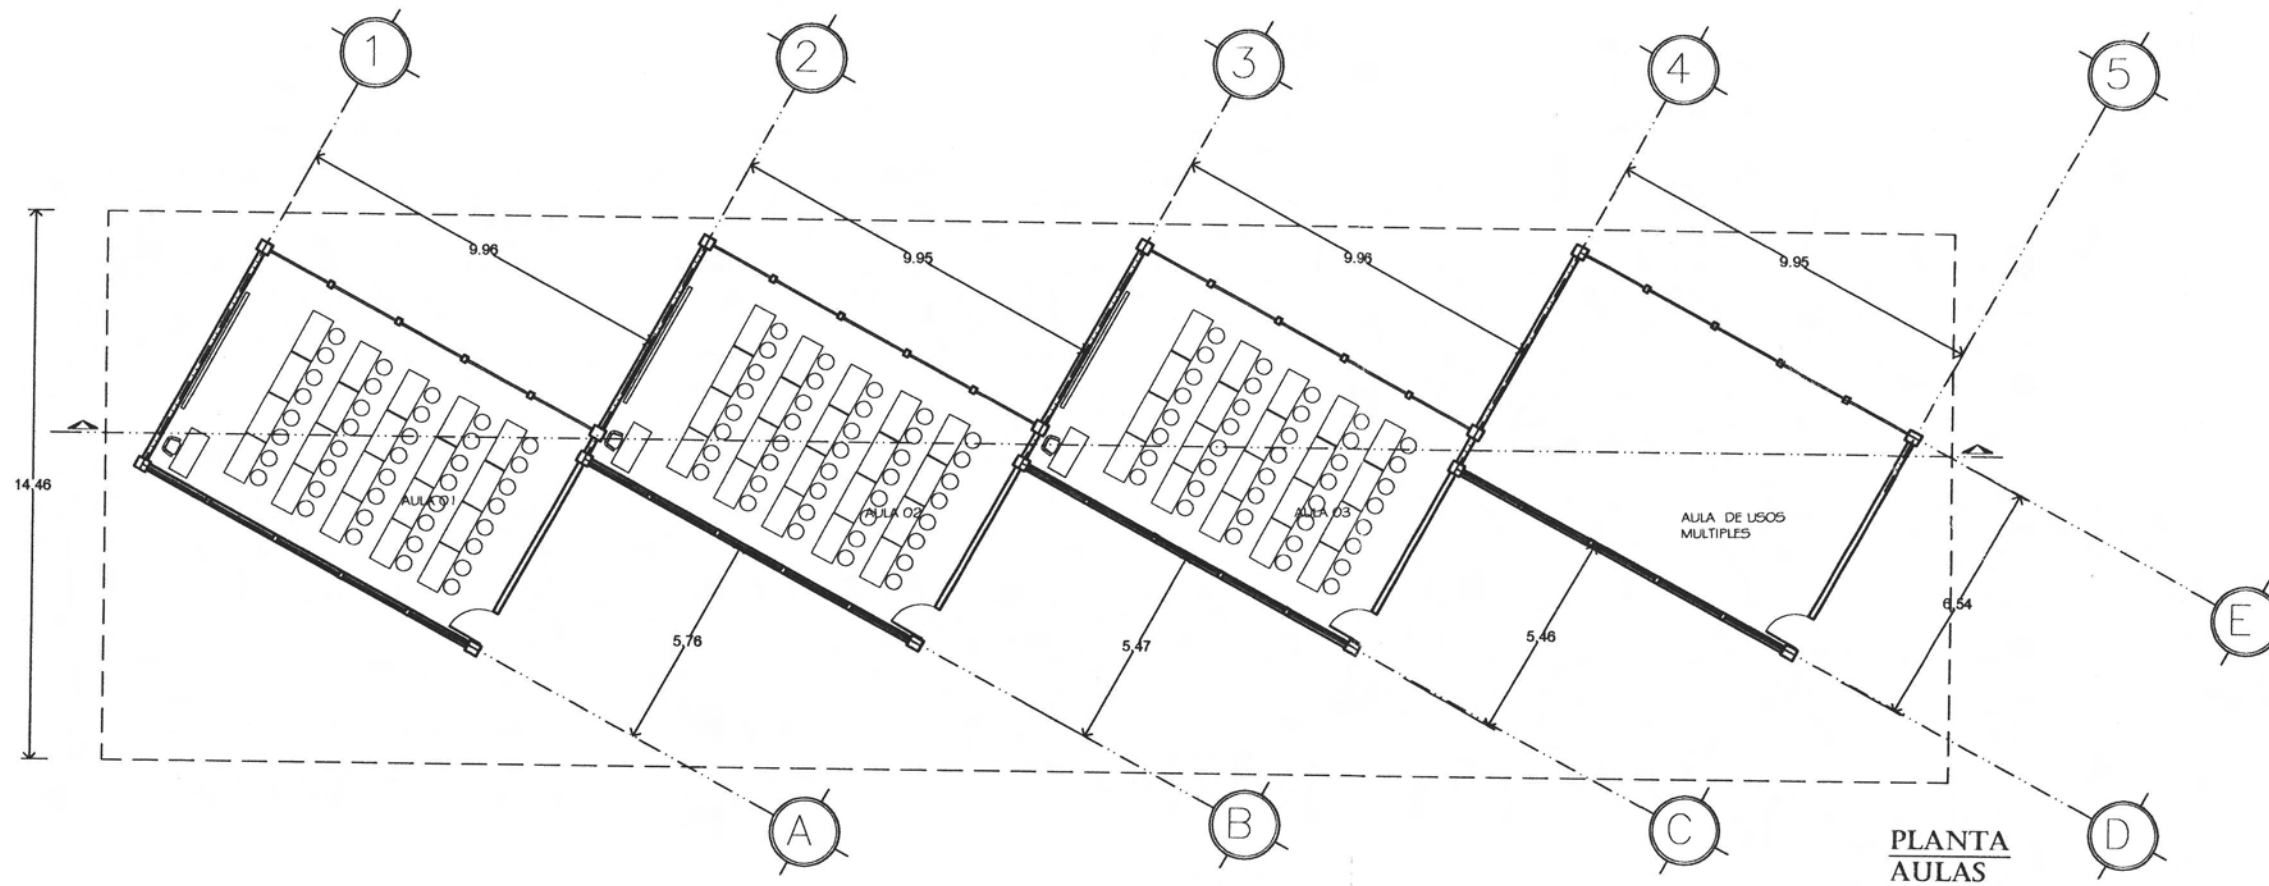 1
2
3
4
5
9.96
9.95
9.96
9.95
14.46
AULA 01
AULA 02
AULA 03
AULA DE USOS
MULTIPLES
5.76
5.47
5.46
6.54
E
A
B
C
D
PLANTA
AULAS